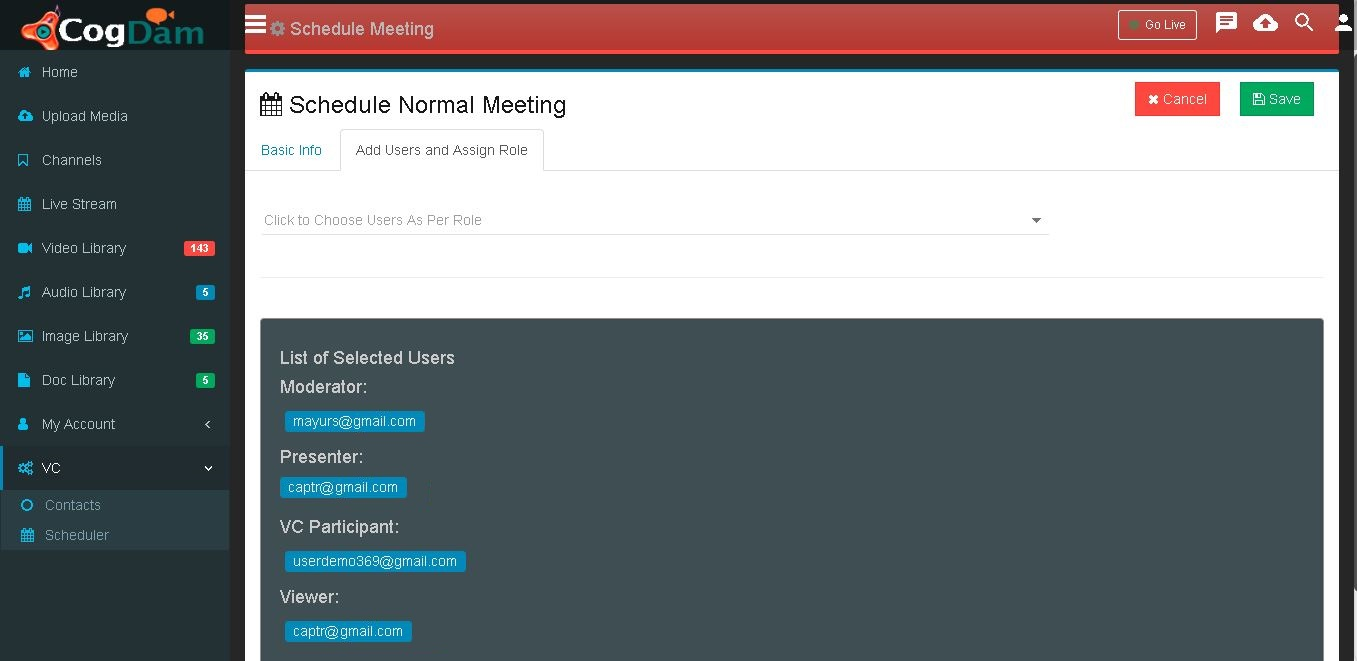 CogDam
Schedule Meeting
Go Live
Home
Upload Media
Channels
Live Stream
Video Library 143
Audio Library 5
Image Library 35
Doc Library 5
My Account
VC
Contacts
Scheduler
Schedule Normal Meeting
Cancel
Save
Basic Info
Add Users and Assign Role
Click to Choose Users As Per Role
List of Selected Users
Moderator:
mayurs@gmail.com
Presenter:
captr@gmail.com
VC Participant:
userdemo369@gmail.com
Viewer:
captr@gmail.com